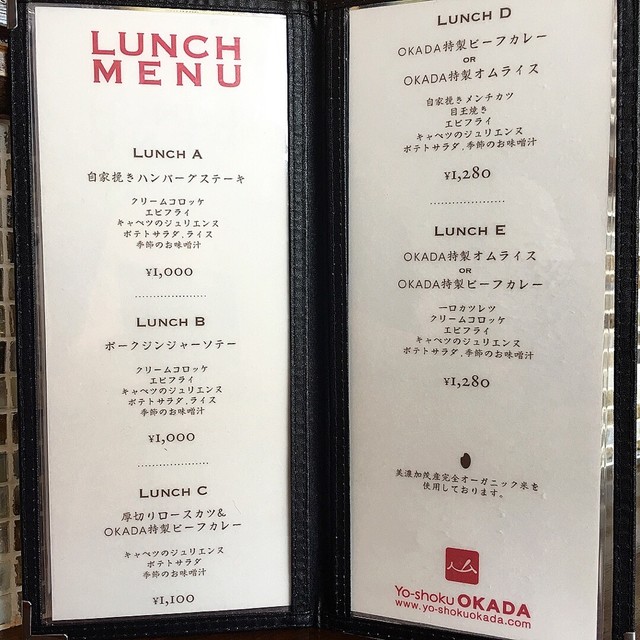 LUNCH
MENU
LUNCH A
自家挽きハンバーグステーキ
クリームコロッケ
エビフライ
キャベツのジュリエンヌ
ポテトサラダ、ライス
季節のお味噌汁
¥1,000
LUNCH B
ポークジンジャーソテー
クリームコロッケ
エビフライ
キャベツのジュリエンヌ
ポテトサラダ、ライス
季節のお味噌汁
¥1,000
LUNCH C
厚切りロースカツ&
OKADA特製ビーフカレー
キャベツのジュリエンヌ
ポテトサラダ
季節のお味噌汁
¥1,100
LUNCH D
OKADA特製ビーフカレー
OR
OKADA特製オムライス
自家挽きメンチカツ
目玉焼き
エビフライ
キャベツのジュリエンヌ
ポテトサラダ、季節のお味噌汁
¥1,280
LUNCH E
OKADA特製オムライス
OR
OKADA特製ビーフカレー
一口カツレツ
クリームコロッケ
エビフライ
キャベツのジュリエンヌ
ポテトサラダ、季節のお味噌汁
¥1,280
美濃加茂産完全オーガニック米を
使用しております。
Yo-shoku OKADA
www.yo-shokuokada.com